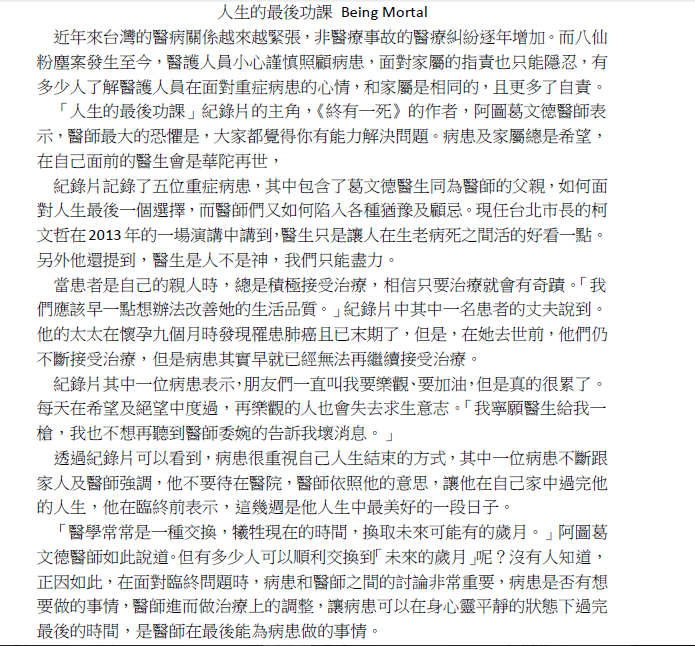 人生的最後功課 Being Mortal
近年來台灣的醫病關係越來越緊張，非醫療事故的醫療糾紛逐年增加。而八仙
粉塵案發生至今，醫護人員小心謹慎照顧病患，面對家屬的指責也只能隱忍，有
多少人了解醫護人員在面對重症病患的心情，和家屬是相同的，且更多了自責。
「人生的最後功課」紀錄片的主角，《終有一死》的作者，阿圖葛文德醫師表
示，醫師最大的恐懼是，大家都覺得你有能力解決問題。病患及家屬總是希望，
在自己面前的醫生會是華陀再世，
紀錄片記錄了五位重症病患，其中包含了葛文德醫生同為醫師的父親，如何面
對人生最後一個選擇，而醫師們又如何陷入各種猶豫及顧忌。現任台北市長的柯
文哲在2013年的一場演講中講到，醫生只是讓人在生老病死之間活的好看一點。
另外他還提到，醫生是人不是神，我們只能盡力。
當患者是自己的親人時，總是積極接受治療，相信只要治療就會有奇蹟。「我
們應該早一點想辦法改善她的生活品質。」紀錄片中其中一名患者的丈夫說到。
他的太太在懷孕九個月時發現罹患肺癌且已末期了，但是，在她去世前，他們仍
不斷接受治療，但是病患其實早就已經無法再繼續接受治療。
紀錄片其中一位病患表示，朋友們一直叫我要樂觀、要加油，但是真的很累了。
每天在希望及絕望中度過，再樂觀的人也會失去求生意志。「我寧願醫生給我一
槍，我也不想再聽到醫師委婉的告訴我壞消息。」
透過紀錄片可以看到，病患很重視自己人生結束的方式，其中一位病患不斷跟
家人及醫師強調，他不要待在醫院，醫師依照他的意思，讓他在自己家中過完他
的人生，他在臨終前表示，這幾週是他人生中最美好的一段日子。
「醫學常常是一種交換，犧牲現在的時間，換取未來可能有的歲月。」阿圖葛
文德醫師如此說道。但有多少人可以順利交換到「未來的歲月」呢？沒有人知道，
正因如此，在面對臨終問題時，病患和醫師之間的討論非常重要，病患是否有想
要做的事情，醫師進而做治療上的調整，讓病患可以在身心靈平靜的狀態下過完
最後的時間，是醫師在最後能為病患做的事情。